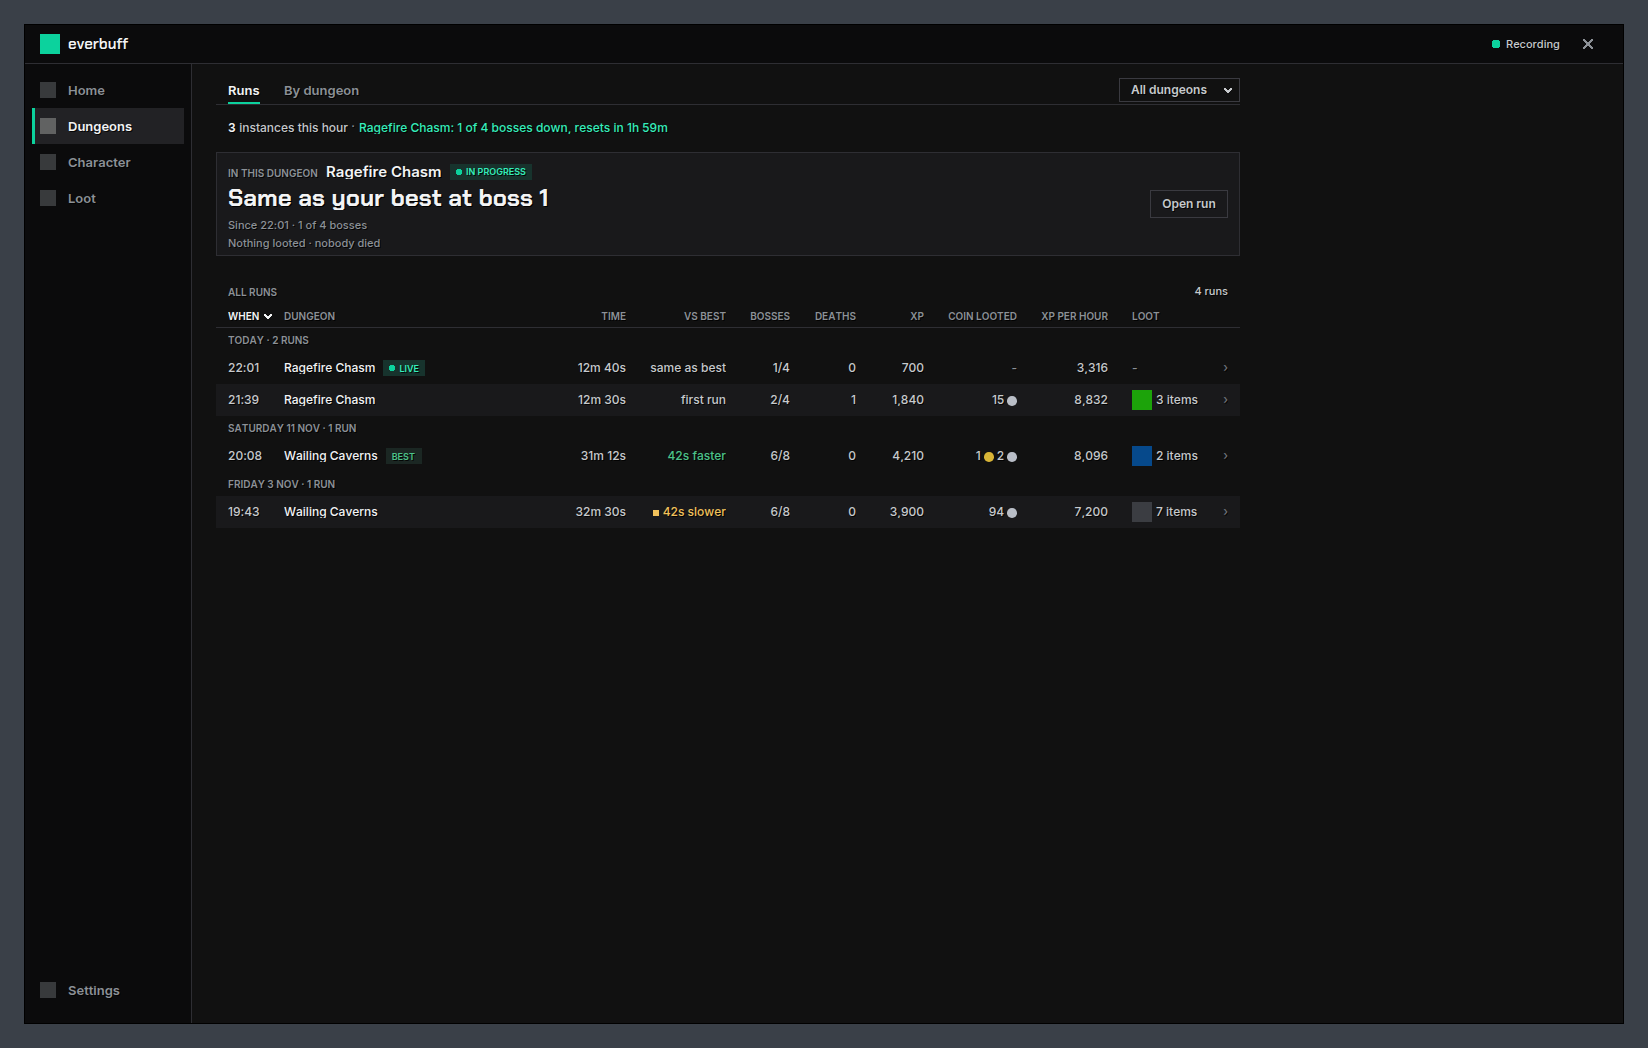 everbuff
Recording
Home
Dungeons
Character
Loot
Settings
Runs
By dungeon
All dungeons
3 instances this hour · Ragefire Chasm: 1 of 4 bosses down, resets in 1h 59m
IN THIS DUNGEON Ragefire Chasm IN PROGRESS
Same as your best at boss 1
Since 22:01 · 1 of 4 bosses
Nothing looted · nobody died
Open run
ALL RUNS 4 runs
WHEN DUNGEON TIME VS BEST BOSSES DEATHS XP COIN LOOTED XP PER HOUR LOOT
TODAY · 2 RUNS
22:01 Ragefire Chasm LIVE 12m 40s same as best 1/4 0 700 - 3,316 - ›
21:39 Ragefire Chasm 12m 30s first run 2/4 1 1,840 15 8,832 3 items ›
SATURDAY 11 NOV · 1 RUN
20:08 Wailing Caverns BEST 31m 12s 42s faster 6/8 0 4,210 1 2 8,096 2 items ›
FRIDAY 3 NOV · 1 RUN
19:43 Wailing Caverns 32m 30s 42s slower 6/8 0 3,900 94 7,200 7 items ›